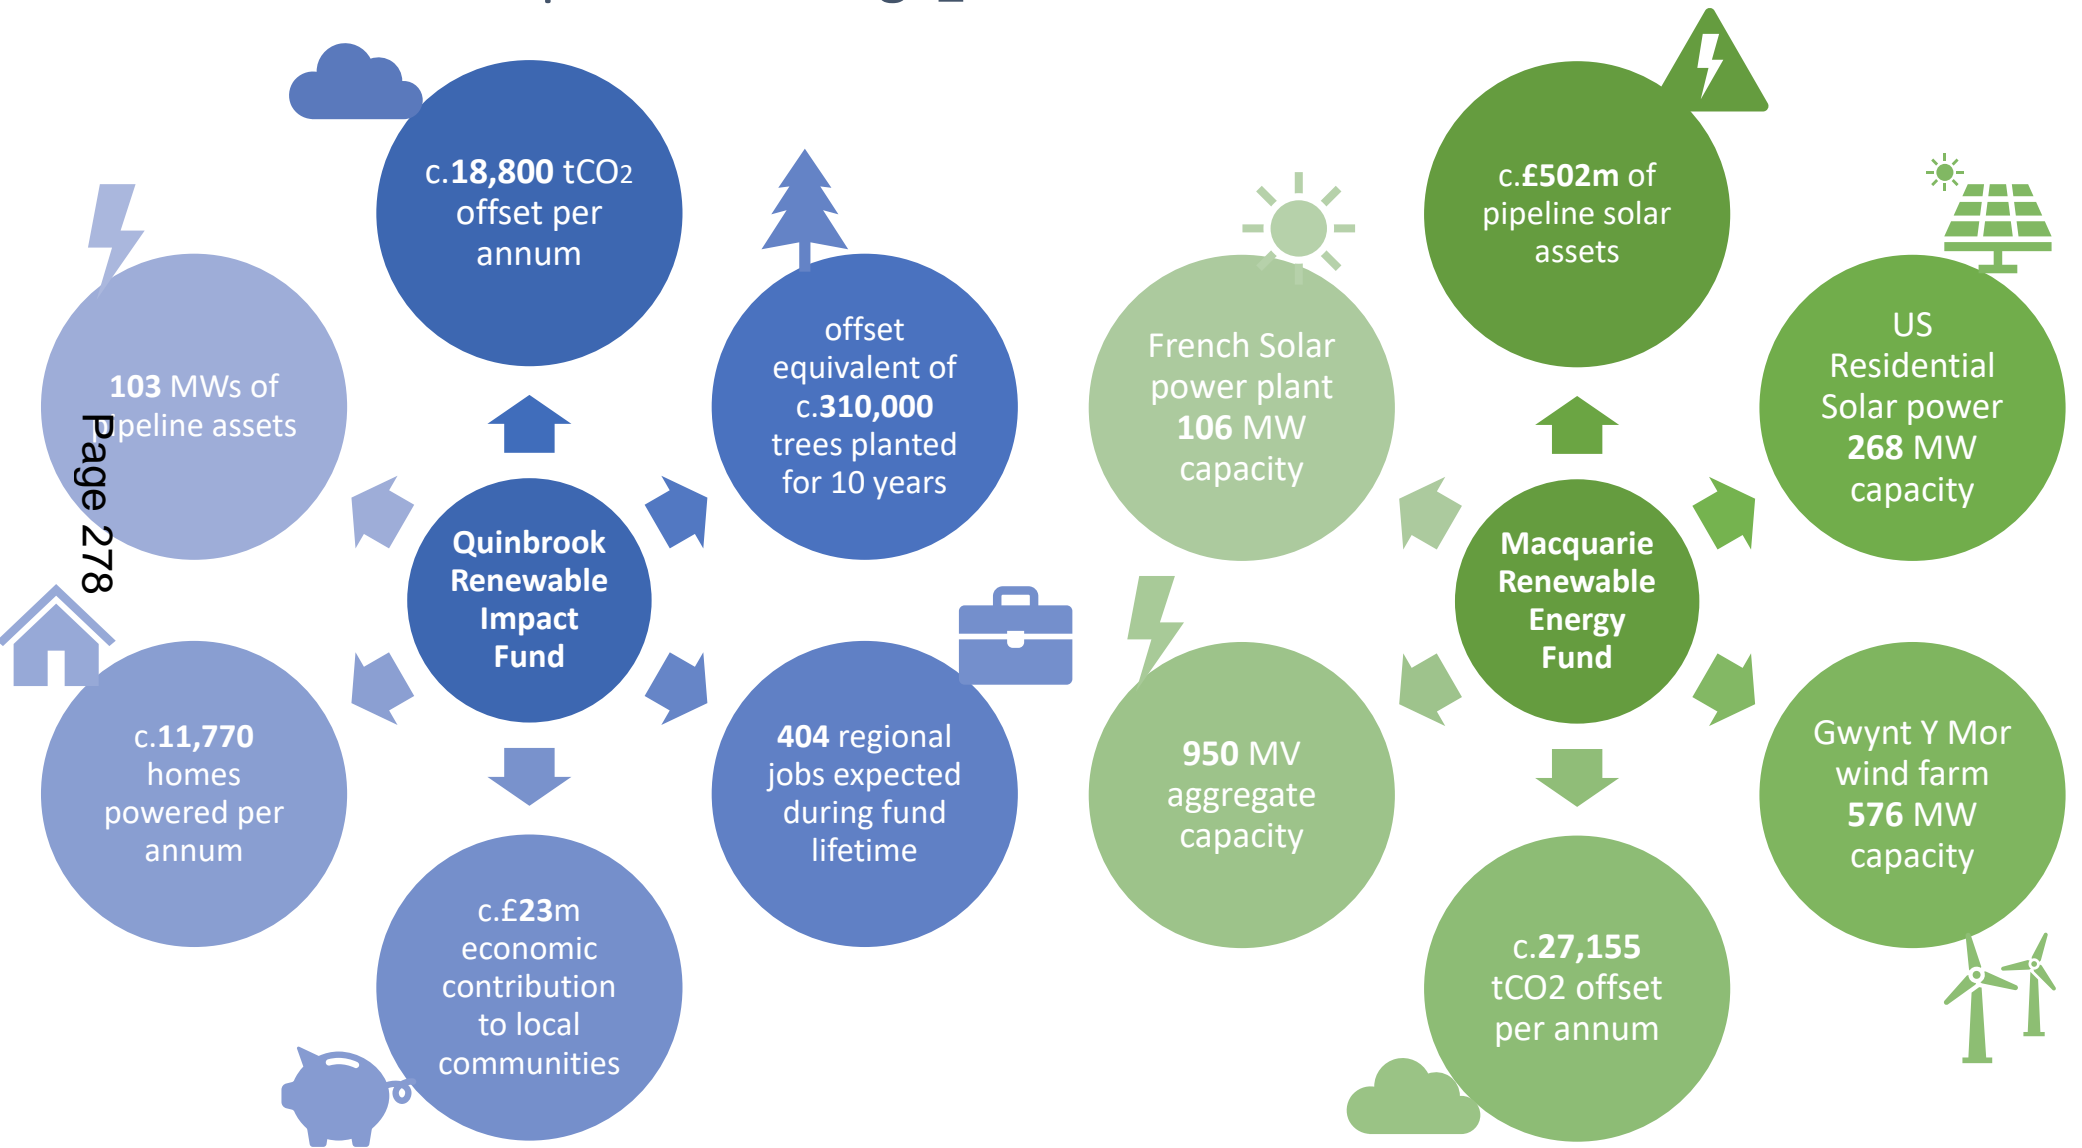 c.18,800 tCO2
offset per
annum
103 MWs of
pipeline assets
offset
equivalent of
c.310,000
trees planted
for 10 years
Quinbrook
Renewable
Impact
Fund
c.11,770
homes
powered per
annum
404 regional
jobs expected
during fund
lifetime
c.£23m
economic
contribution
to local
communities
c.£502m of
pipeline solar
assets
French Solar
power plant
106 MW
capacity
US
Residential
Solar power
268 MW
capacity
Macquarie
Renewable
Energy
Fund
950 MV
aggregate
capacity
Gwynt Y Mor
wind farm
576 MW
capacity
c.27,155
tCO2 offset
per annum
Page 278